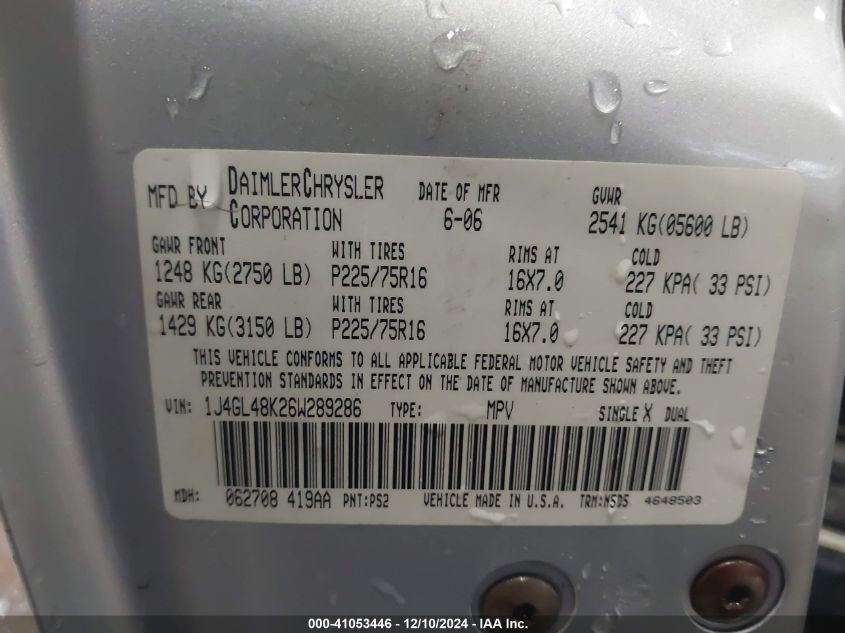 MFD BY DAIMLERCHRYSLER CORPORATION DATE OF MFR 6-06 GVWR 2541 KG(05600 LB)
GAWR FRONT WITH TIRES RIMS AT COLD
1248 KG(2750 LB) P225/75R16 16X7.0 227 KPA( 33 PSI)
GAWR REAR WITH TIRES RIMS AT COLD
1429 KG(3150 LB) P225/75R16 16X7.0 227 KPA( 33 PSI)
THIS VEHICLE CONFORMS TO ALL APPLICABLE FEDERAL MOTOR VEHICLE SAFETY AND THEFT
PREVENTION STANDARDS IN EFFECT ON THE DATE OF MANUFACTURE SHOWN ABOVE.
VIN: 1J4GL48K26W289286 TYPE: MPV SINGLE X DUAL
MDH: 062708 419AA PNT:PS2 VEHICLE MADE IN U.S.A. TRM:N5DS 4648503
000-41053446 - 12/10/2024 - IAA Inc.